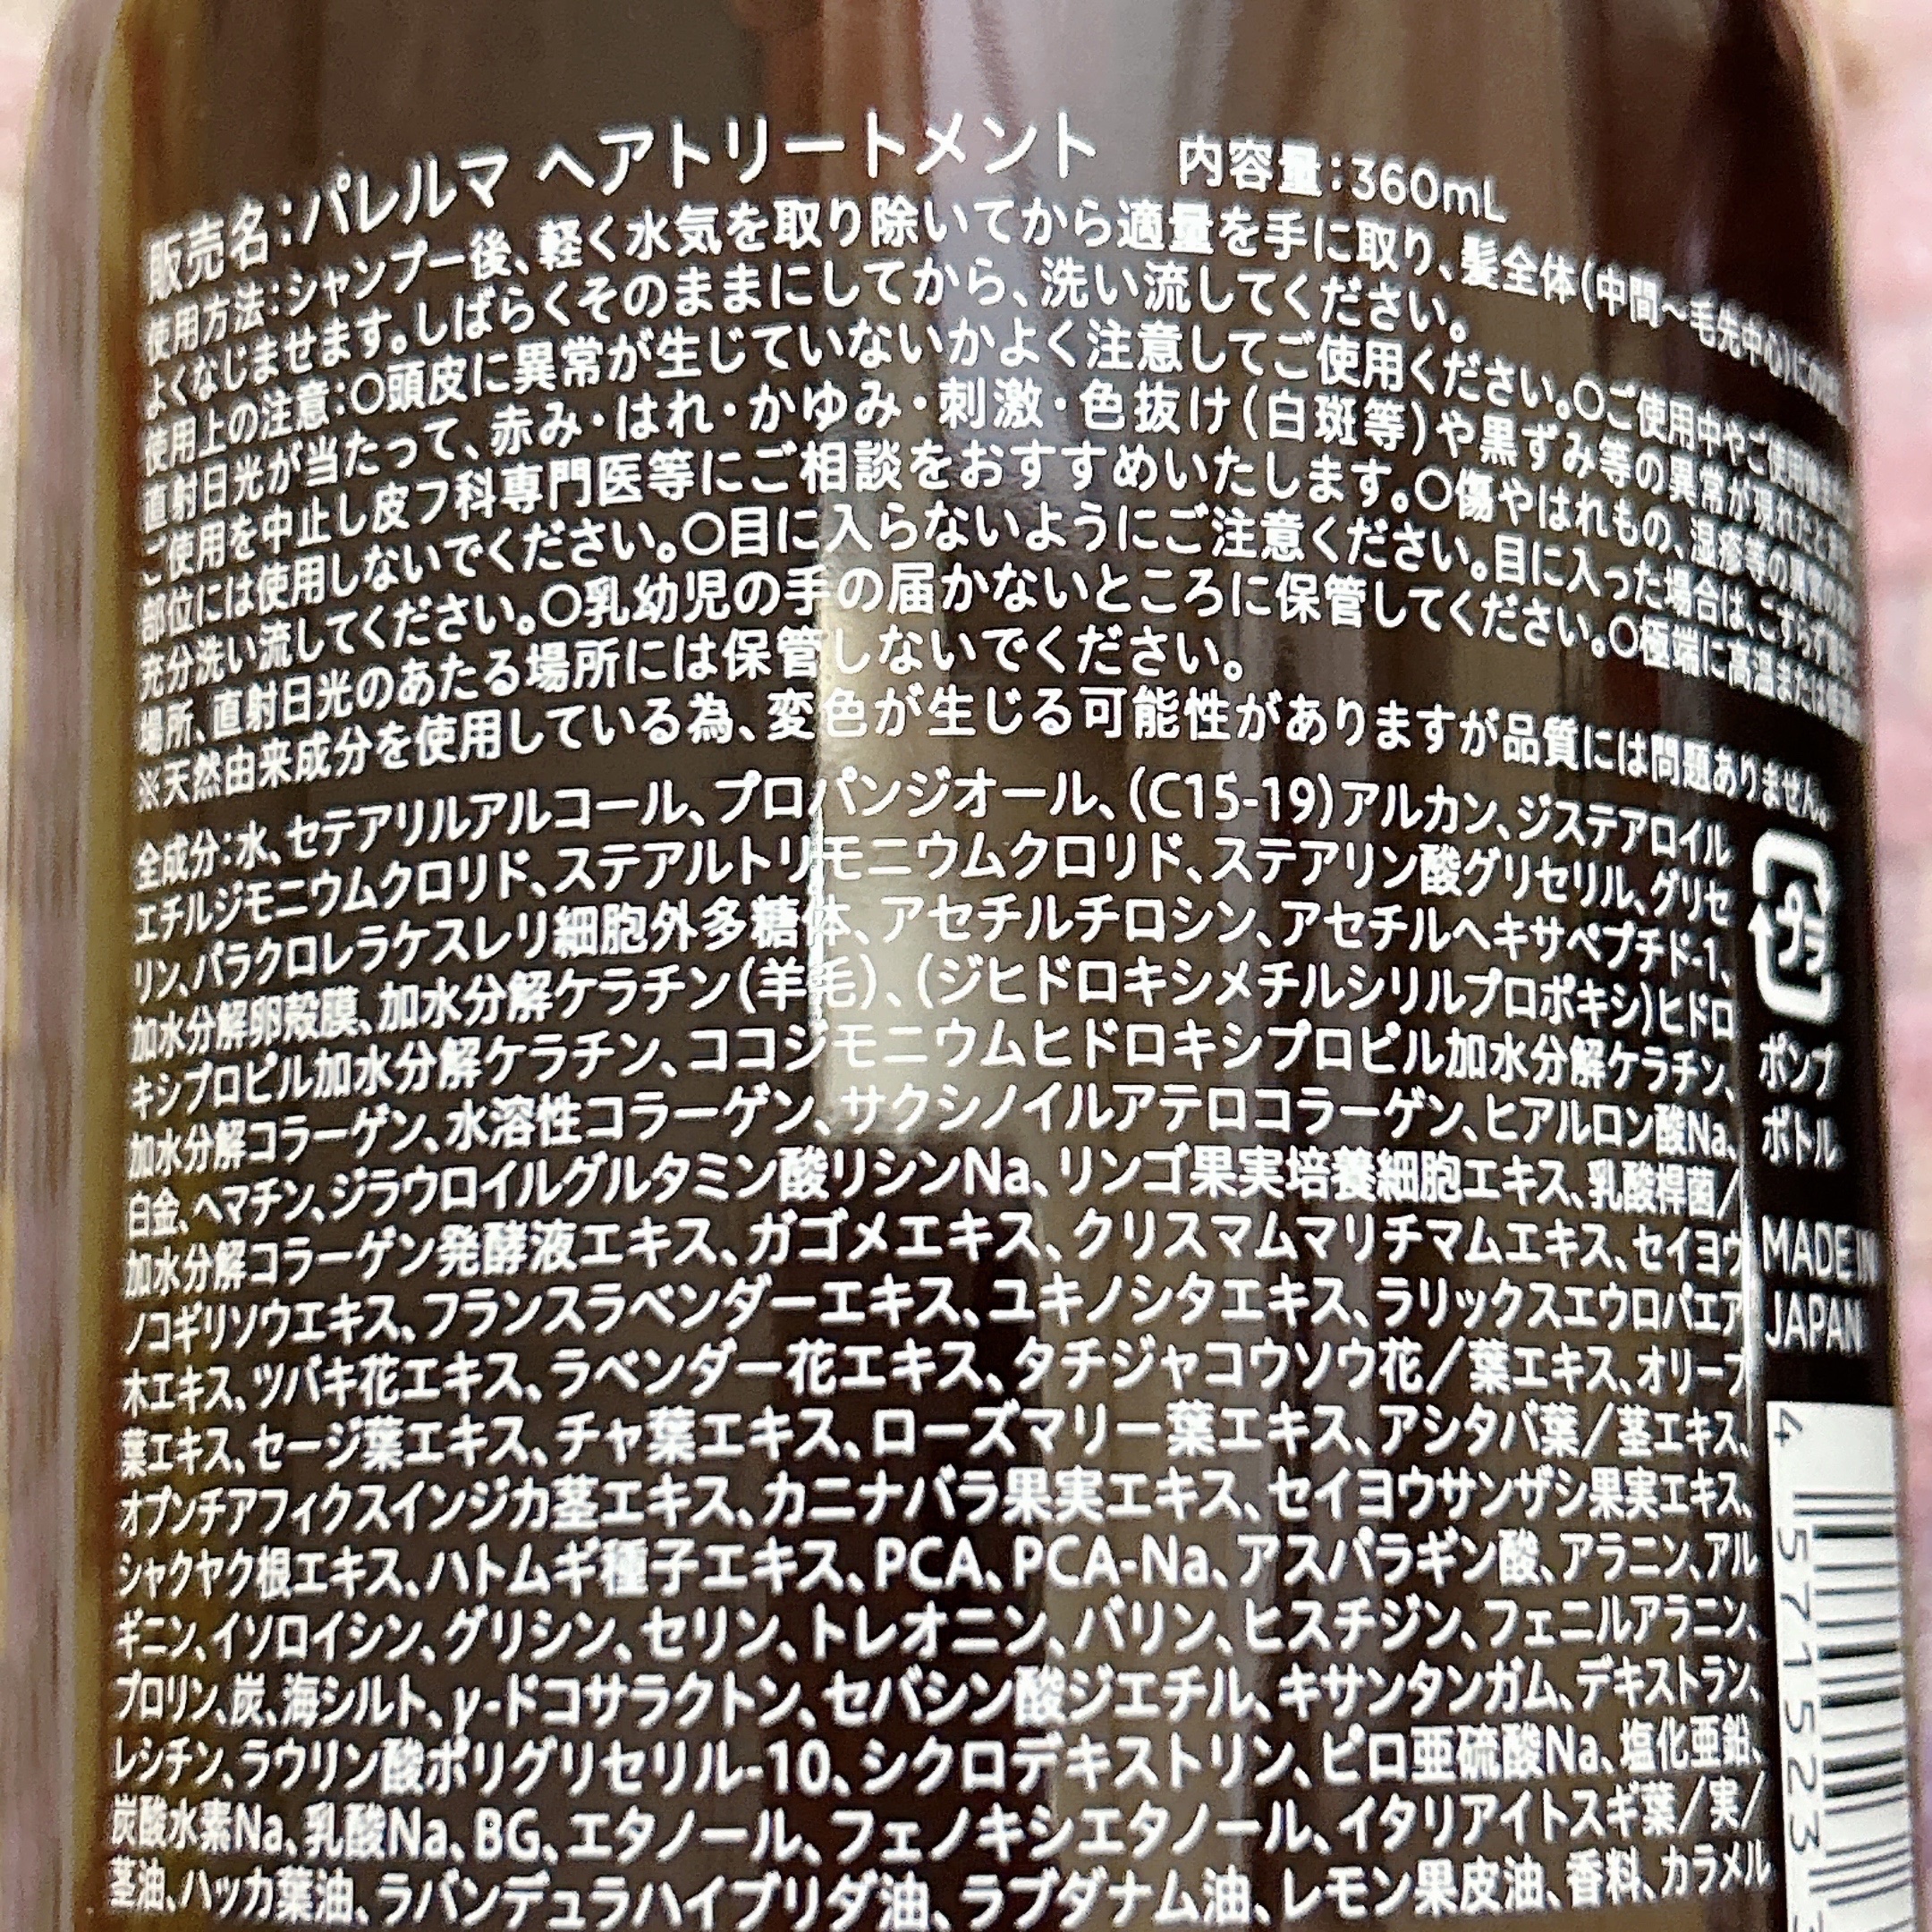 販売名：パレルマ ヘアトリートメント 内容量：360mL
使用方法：シャンプー後、軽く水気を取り除いてから適量を手に取り、髪全体(中間～毛先中心)に
よくなじませます。しばらくそのままにしてから、洗い流してください。
使用上の注意：○頭皮に異常が生じていないかよく注意してご使用ください。○ご使用中やご使用後
直射日光が当たって、赤み・はれ・かゆみ・刺激・色抜け(白斑等)や黒ずみ等の異常が現れたとき
ご使用を中止し皮フ科専門医等にご相談をおすすめいたします。○傷やはれもの、湿疹等の異常の
部位には使用しないでください。○目に入らないようにご注意ください。目に入った場合は、こすらず
充分洗い流してください。○乳幼児の手の届かないところに保管してください。○極端に高温または
場所、直射日光のあたる場所には保管しないでください。
※天然由来成分を使用している為、変色が生じる可能性がありますが品質には問題ありません。
全成分：水、セテアリルアルコール、プロパンジオール、(C15-19)アルカン、ジステアロイル
エチルジモニウムクロリド、ステアルトリモニウムクロリド、ステアリン酸グリセリル、グリセ
リン、パラクロレラケスレリ細胞外多糖体、アセチルチロシン、アセチルヘキサペプチド-1、
加水分解卵殻膜、加水分解ケラチン(羊毛)、(ジヒドロキシメチルシリルプロポキシ)ヒドロ
キシプロピル加水分解ケラチン、ココジモニウムヒドロキシプロピル加水分解ケラチン、
加水分解コラーゲン、水溶性コラーゲン、サクシノイルアテロコラーゲン、ヒアルロン酸Na、
白金、ヘマチン、ジラウロイルグルタミン酸リシンNa、リンゴ果実培養細胞エキス、乳酸桿菌/
加水分解コラーゲン発酵液エキス、ガゴメエキス、クリスマムマリチマムエキス、セイヨウ
ノコギリソウエキス、フランスラベンダーエキス、ユキノシタエキス、ラリックスエウロパエア
木エキス、ツバキ花エキス、ラベンダー花エキス、タチジャコウソウ花/葉エキス、オリーブ
葉エキス、セージ葉エキス、チャ葉エキス、ローズマリー葉エキス、アシタバ葉/茎エキス、
オプンチアフィクスインジカ茎エキス、カニナバラ果実エキス、セイヨウサンザシ果実エキス、
シャクヤク根エキス、ハトムギ種子エキス、PCA、PCA-Na、アスパラギン酸、アラニン、アル
ギニン、イソロイシン、グリシン、セリン、トレオニン、バリン、ヒスチジン、フェニルアラニン、
プロリン、炭、海シルト、γ-ドコサラクトン、セバシン酸ジエチル、キサンタンガム、デキストラン、
レシチン、ラウリン酸ポリグリセリル-10、シクロデキストリン、ピロ亜硫酸Na、塩化亜鉛、
炭酸水素Na、乳酸Na、BG、エタノール、フェノキシエタノール、イタリアイトスギ葉/実/
茎油、ハッカ葉油、ラバンデュラハイブリダ油、ラブダナム油、レモン果皮油、香料、カラメル
プラ
ポンプ
ボトル
MADE IN
JAPAN
4 571523